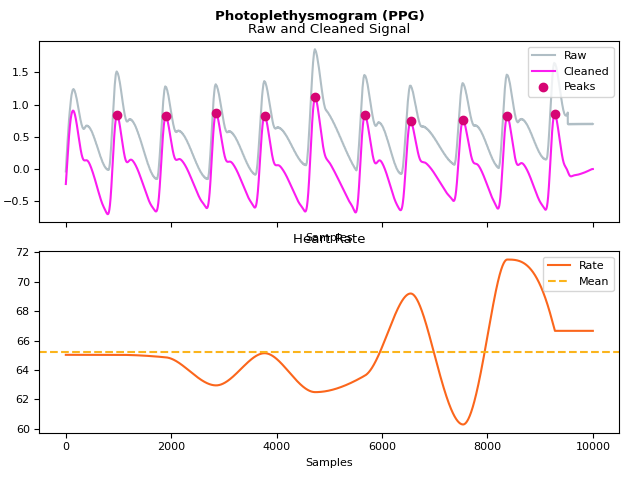 Photoplethysmogram (PPG)
Raw and Cleaned Signal
Raw
Cleaned
Peaks
1.5
1.0
0.5
0.0
−0.5
Samples
Heart Rate
Rate
Mean
72
70
68
66
64
62
60
0 2000 4000 6000 8000 10000
Samples